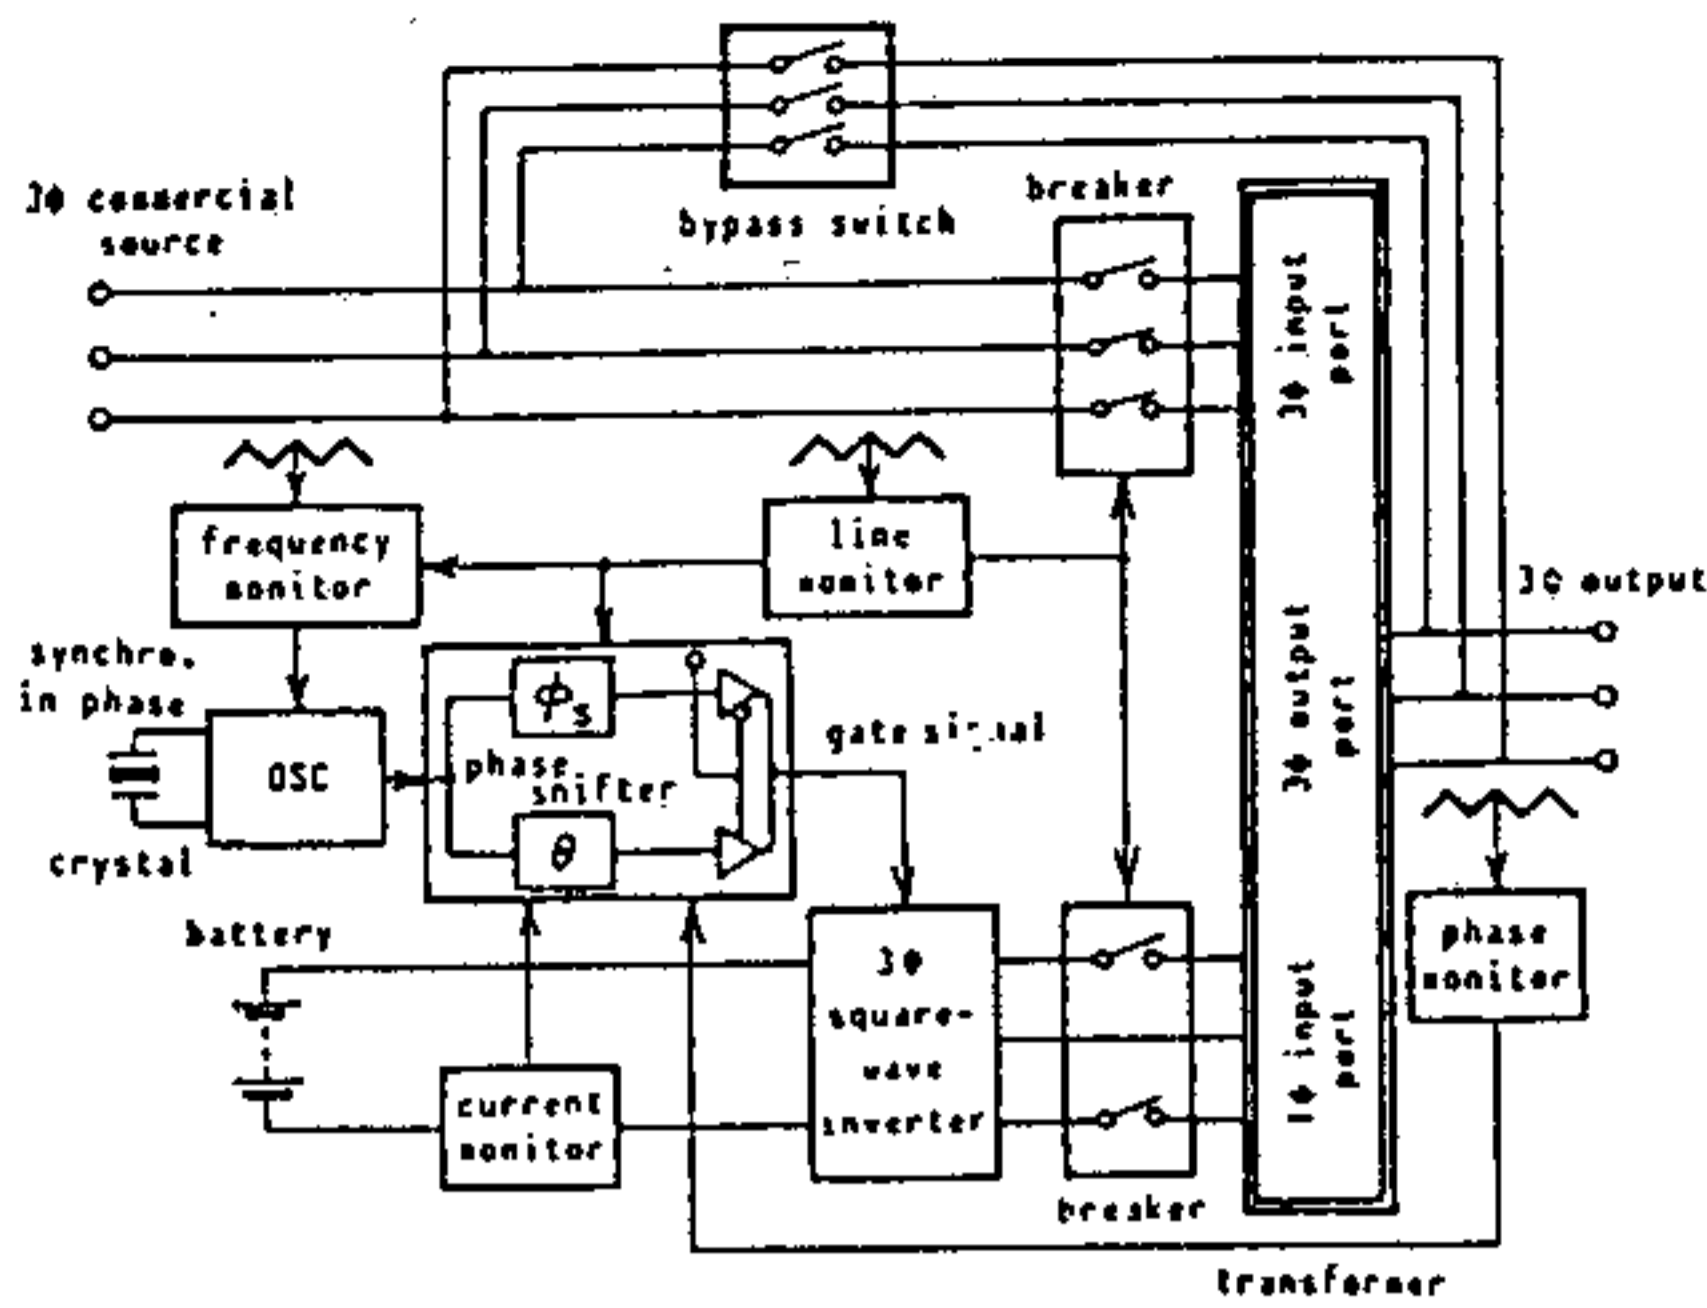 3Φ commercial
source
bypass switch
breaker
3Φ input
port
frequency
monitor
line
monitor
3Φ output
synchro.
in phase
ϕs
OSC
phase
shifter
gate signal
3Φ output
port
θ
crystal
battery
3Φ
square-
wave
inverter
phase
monitor
1Φ input
port
current
monitor
breaker
transformer